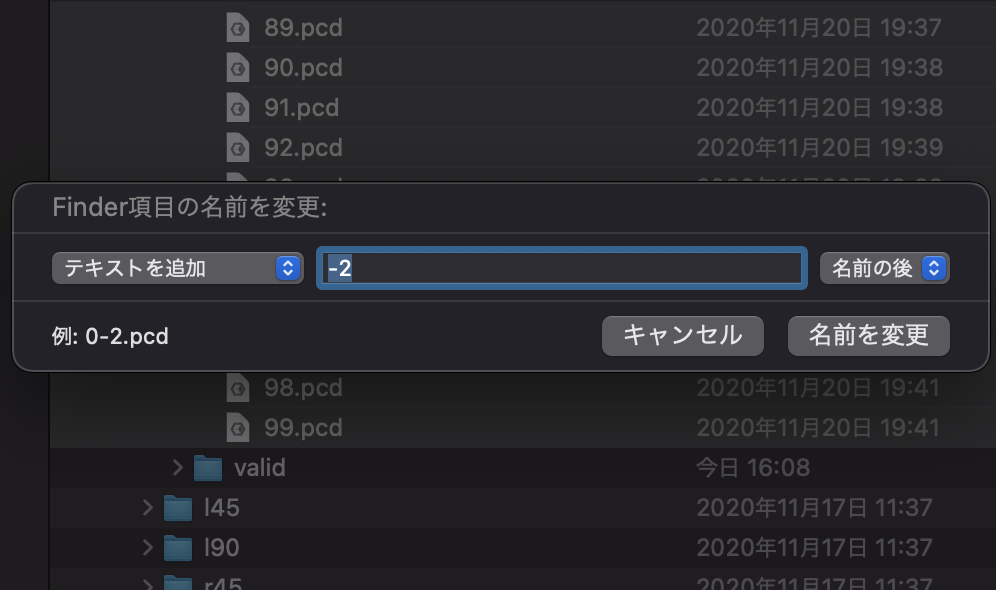 89.pcd 2020年11月20日 19:37
90.pcd 2020年11月20日 19:38
91.pcd 2020年11月20日 19:38
92.pcd 2020年11月20日 19:39
Finder項目の名前を変更:
テキストを追加 -2 名前の後
例: 0-2.pcd キャンセル 名前を変更
98.pcd 2020年11月20日 19:41
99.pcd 2020年11月20日 19:41
valid 今日 16:08
l45 2020年11月17日 11:37
l90 2020年11月17日 11:37
r45 2020年11月17日 11:37